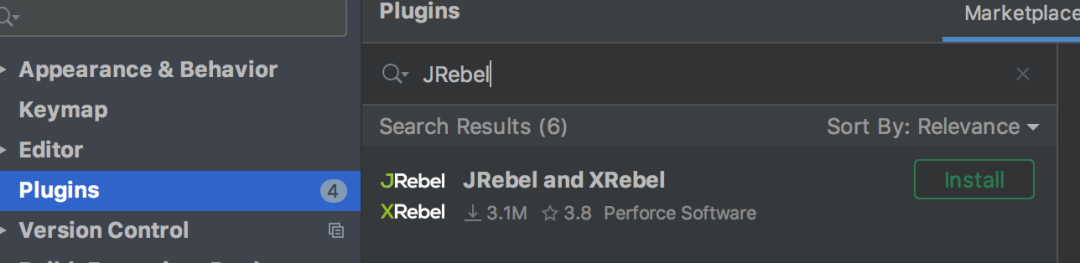 Plugins
Marketplace
JRebel
Appearance & Behavior
Keymap
Search Results (6)
Sort By: Relevance
Editor
Plugins
4
JRebel
JRebel and XRebel
Install
XRebel
3.1M
3.8
Perforce Software
Version Control